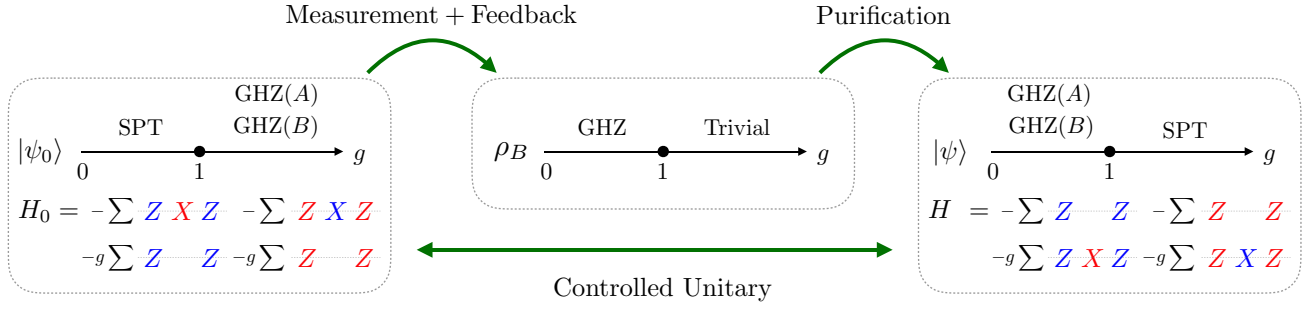 Measurement + Feedback
Purification
GHZ(A)
SPT GHZ(B)
|ψ₀⟩ g
0 1
H₀ = -∑ Z X Z -∑ Z X Z
-g∑ Z Z -g∑ Z Z
GHZ Trivial
ρ_B g
0 1
GHZ(A)
GHZ(B) SPT
|ψ⟩ g
0 1
H = -∑ Z Z -∑ Z Z
-g∑ Z X Z -g∑ Z X Z
Controlled Unitary